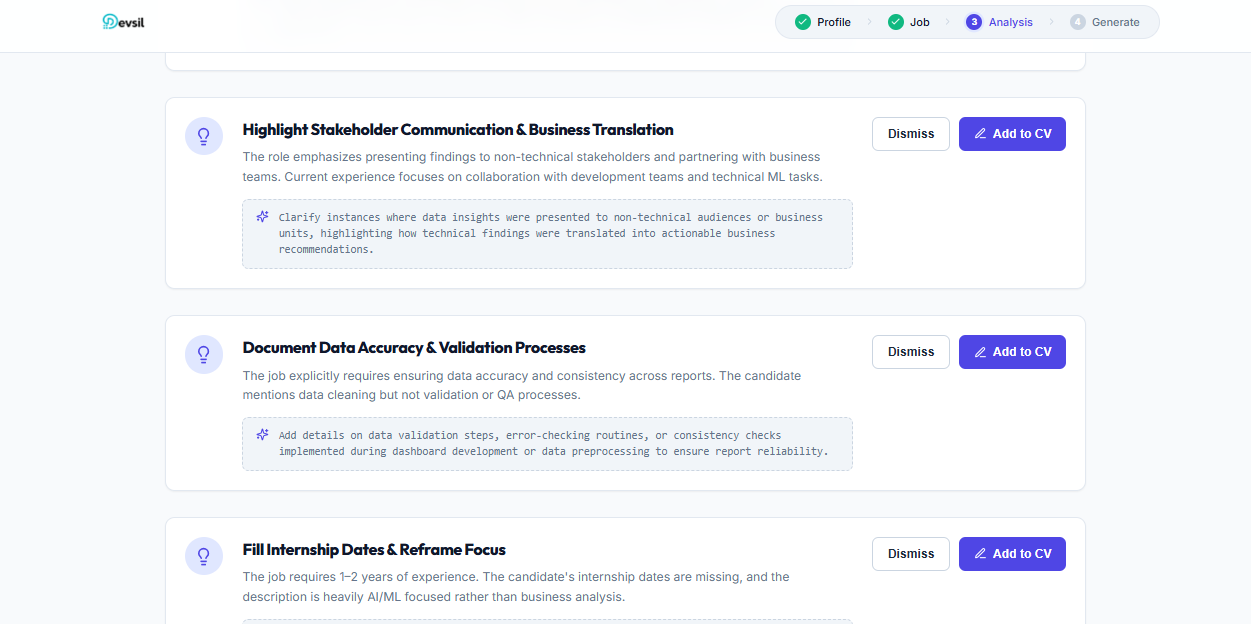 Devsil
Profile
Job
3 Analysis
4 Generate
Highlight Stakeholder Communication & Business Translation
Dismiss
Add to CV
The role emphasizes presenting findings to non-technical stakeholders and partnering with business
teams. Current experience focuses on collaboration with development teams and technical ML tasks.
Clarify instances where data insights were presented to non-technical audiences or business
units, highlighting how technical findings were translated into actionable business
recommendations.
Document Data Accuracy & Validation Processes
Dismiss
Add to CV
The job explicitly requires ensuring data accuracy and consistency across reports. The candidate
mentions data cleaning but not validation or QA processes.
Add details on data validation steps, error-checking routines, or consistency checks
implemented during dashboard development or data preprocessing to ensure report reliability.
Fill Internship Dates & Reframe Focus
Dismiss
Add to CV
The job requires 1–2 years of experience. The candidate's internship dates are missing, and the
description is heavily AI/ML focused rather than business analysis.